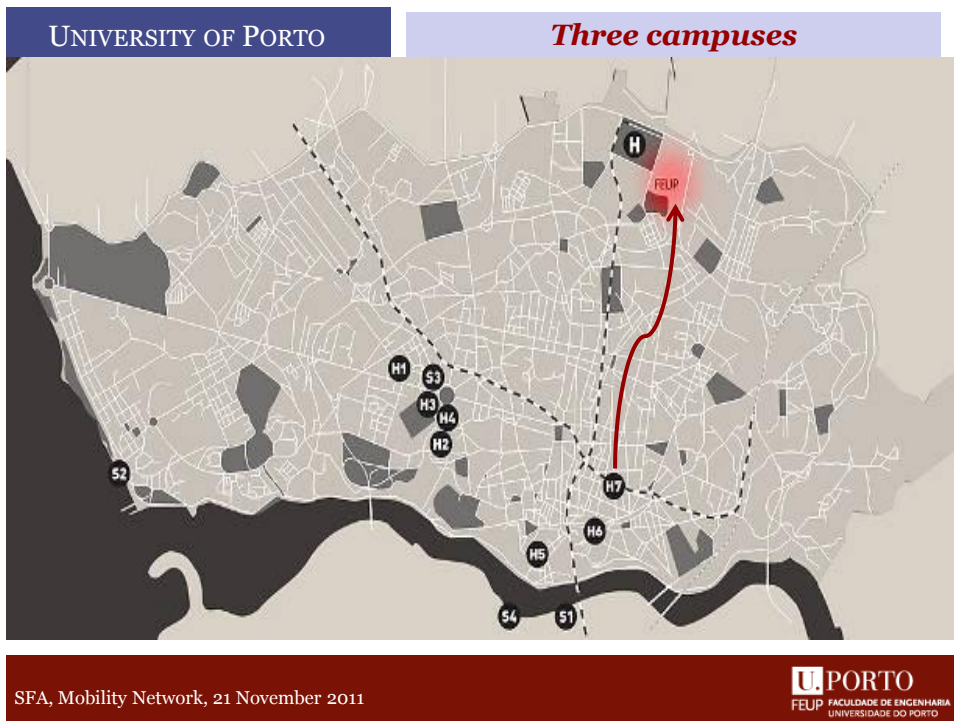 UNIVERSITY OF PORTO
Three campuses
H
FEUP
H1
S3
H3
H4
H2
S2
H7
H6
H5
S4
S1
SFA, Mobility Network, 21 November 2011
U. PORTO
FEUP FACULDADE DE ENGENHARIA
UNIVERSIDADE DO PORTO